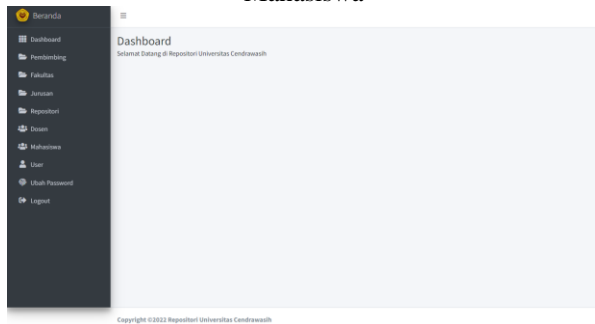 Mahasiswa
Beranda
Dashboard
Pembimbing
Fakultas
Jurusan
Repositori
Dosen
Mahasiswa
User
Ubah Password
Logout
Dashboard
Selamat Datang di Repositori Universitas Cendrawasih
Copyright ©2022 Repositori Universitas Cendrawasih